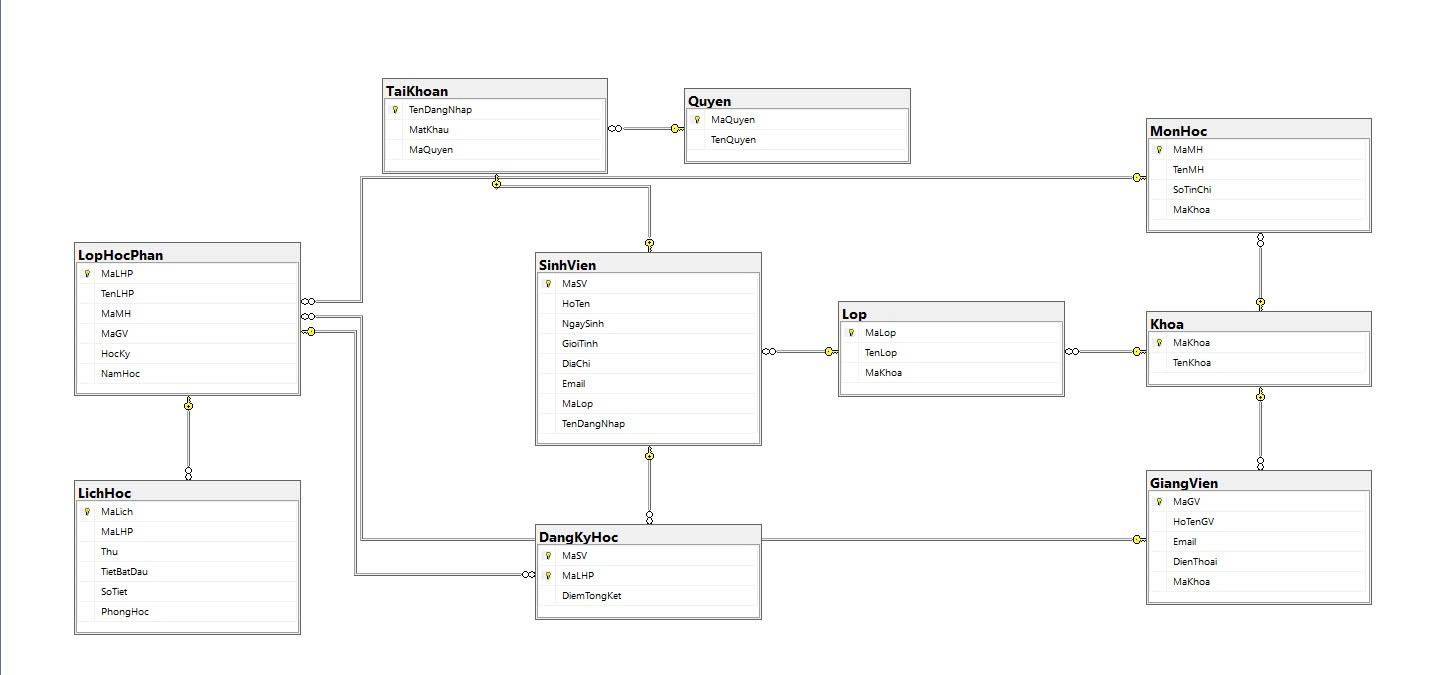 TaiKhoan
TenDangNhap
MatKhau
MaQuyen
Quyen
MaQuyen
TenQuyen
MonHoc
MaMH
TenMH
SoTinChi
MaKhoa
LopHocPhan
MaLHP
TenLHP
MaMH
MaGV
HocKy
NamHoc
SinhVien
MaSV
HoTen
NgaySinh
GioiTinh
DiaChi
Email
MaLop
TenDangNhap
Lop
MaLop
TenLop
MaKhoa
Khoa
MaKhoa
TenKhoa
LichHoc
MaLich
MaLHP
Thu
TietBatDau
SoTiet
PhongHoc
DangKyHoc
MaSV
MaLHP
DiemTongKet
GiangVien
MaGV
HoTenGV
Email
DienThoai
MaKhoa